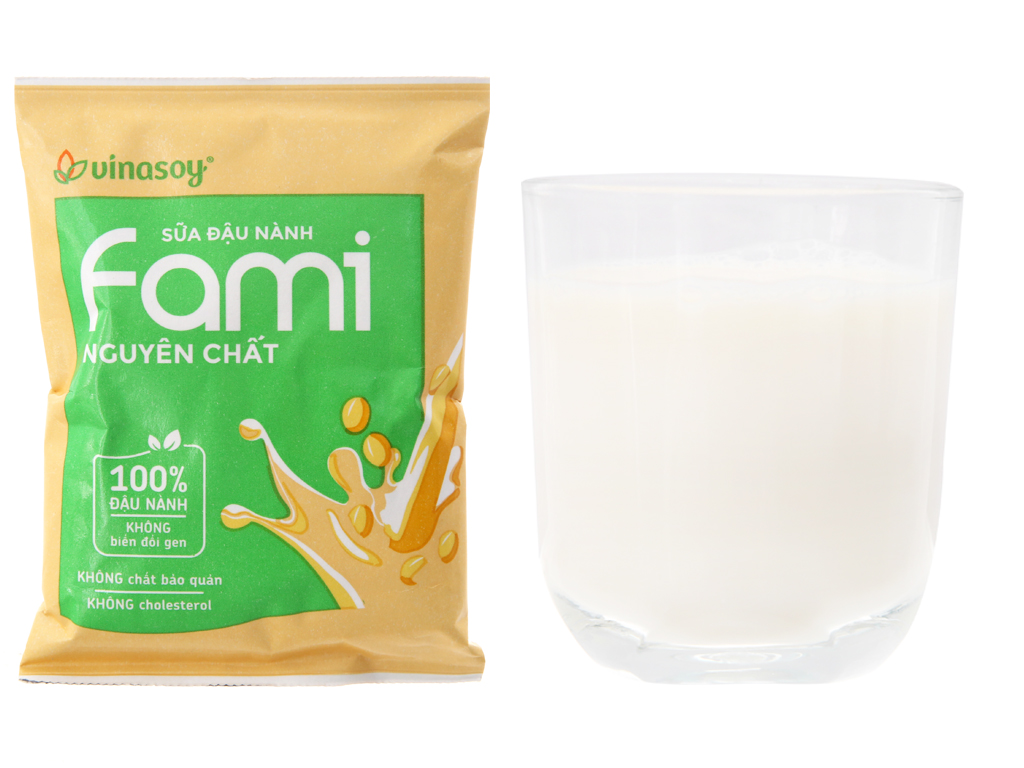 vinasoy®
SỮA ĐẬU NÀNH
Fami
NGUYÊN CHẤT
100%
ĐẬU NÀNH
KHÔNG
biến đổi gen
KHÔNG chất bảo quản
KHÔNG cholesterol